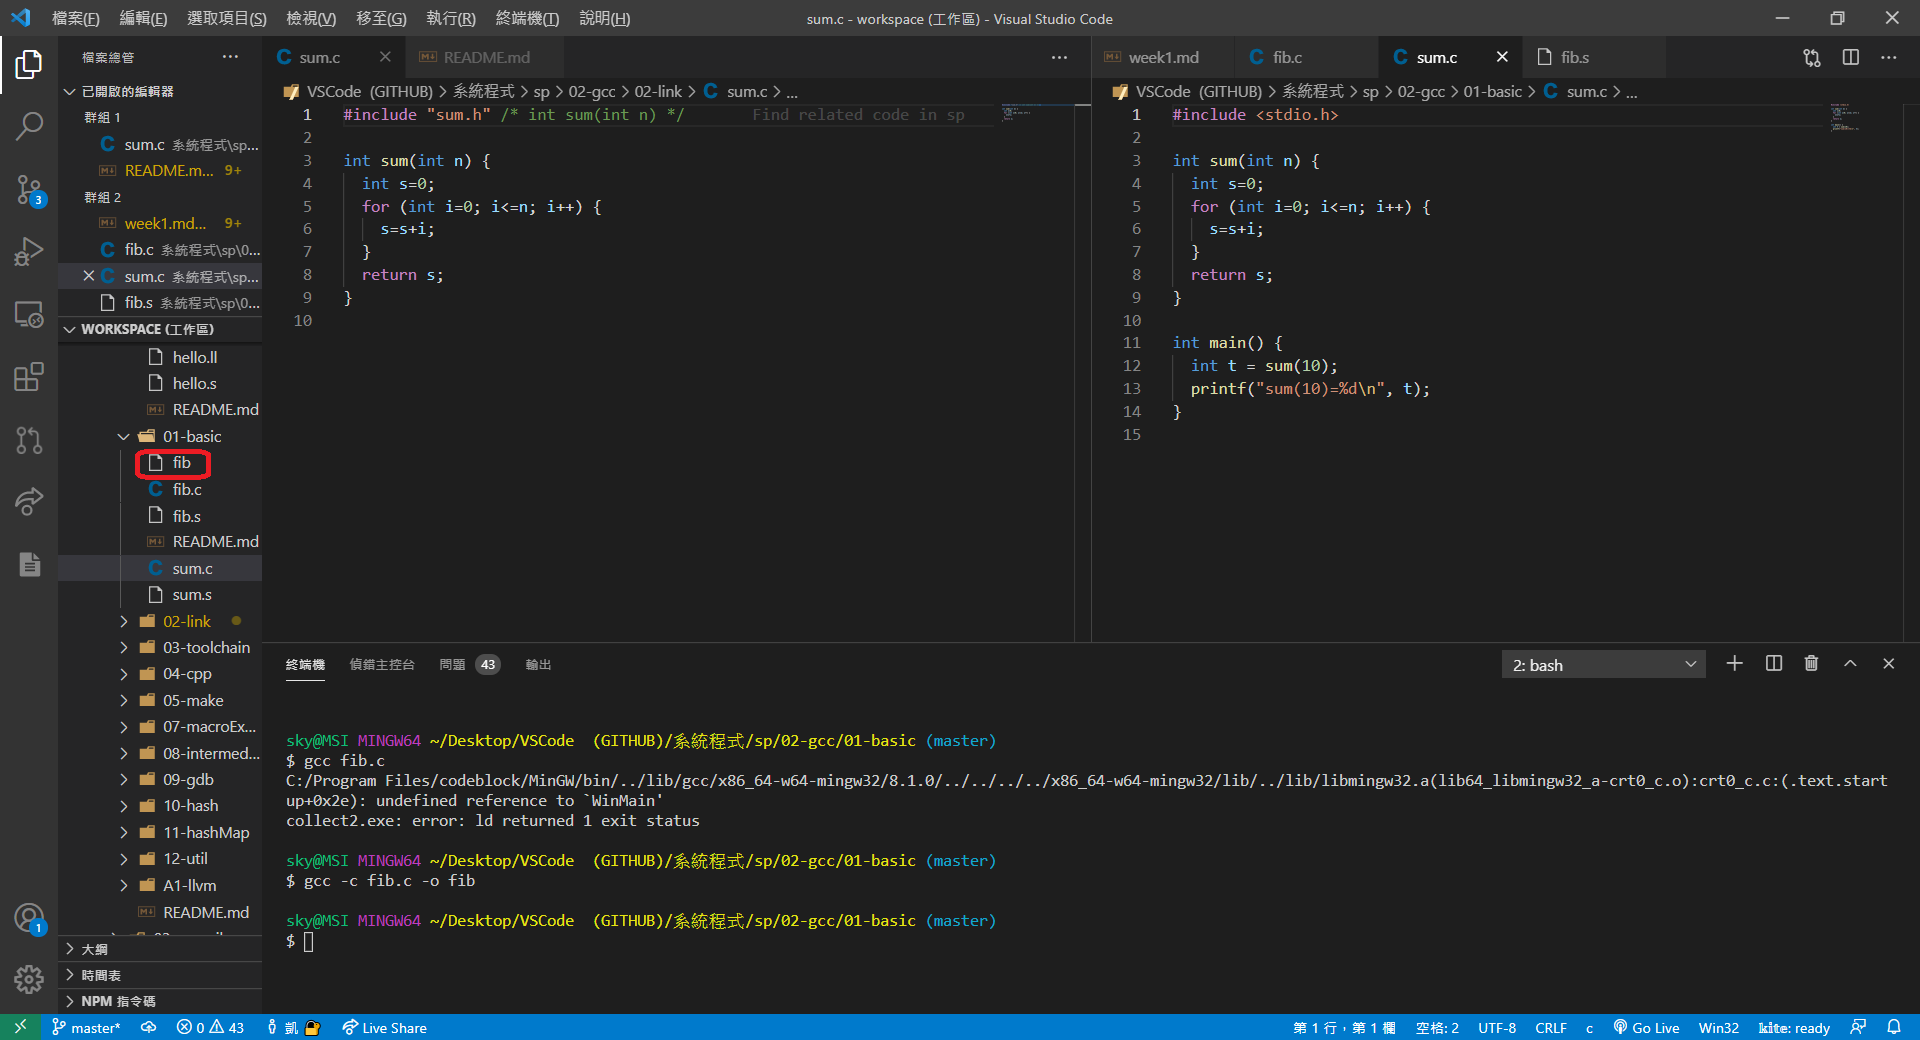 檔案(F) 編輯(E) 選取項目(S) 檢視(V) 移至(G) 執行(R) 終端機(T) 說明(H) sum.c - workspace (工作區) - Visual Studio Code
檔案總管
已開啟的編輯器
群組 1
sum.c 系統程式\sp...
README.m... 9+
群組 2
week1.md... 9+
fib.c 系統程式\sp\0...
sum.c 系統程式\sp...
fib.s 系統程式\sp\0...
WORKSPACE (工作區)
hello.ll
hello.s
README.md
01-basic
fib
fib.c
fib.s
README.md
sum.c
sum.s
02-link
03-toolchain
04-cpp
05-make
07-macroEx...
08-intermed...
09-gdb
10-hash
11-hashMap
12-util
A1-llvm
README.md
大綱
時間表
NPM 指令碼
3
1
sum.c README.md
VSCode (GITHUB) > 系統程式 > sp > 02-gcc > 02-link > C sum.c > ...
1 #include "sum.h" /* int sum(int n) */ Find related code in sp
2
3 int sum(int n) {
4 int s=0;
5 for (int i=0; i<=n; i++) {
6 s=s+i;
7 }
8 return s;
9 }
10
week1.md fib.c sum.c fib.s
VSCode (GITHUB) > 系統程式 > sp > 02-gcc > 01-basic > C sum.c > ...
1 #include <stdio.h>
2
3 int sum(int n) {
4 int s=0;
5 for (int i=0; i<=n; i++) {
6 s=s+i;
7 }
8 return s;
9 }
10
11 int main() {
12 int t = sum(10);
13 printf("sum(10)=%d\n", t);
14 }
15
終端機 偵錯主控台 問題 43 輸出 2: bash
sky@MSI MINGW64 ~/Desktop/VSCode (GITHUB)/系統程式/sp/02-gcc/01-basic (master)
$ gcc fib.c
C:/Program Files/codeblock/MinGW/bin/../lib/gcc/x86_64-w64-mingw32/8.1.0/../../../../x86_64-w64-mingw32/lib/../lib/libmingw32.a(lib64_libmingw32_a-crt0_c.o):crt0_c.c:(.text.start
up+0x2e): undefined reference to `WinMain'
collect2.exe: error: ld returned 1 exit status
sky@MSI MINGW64 ~/Desktop/VSCode (GITHUB)/系統程式/sp/02-gcc/01-basic (master)
$ gcc -c fib.c -o fib
sky@MSI MINGW64 ~/Desktop/VSCode (GITHUB)/系統程式/sp/02-gcc/01-basic (master)
$
master* 0 43 凱 Live Share 第 1 行，第 1 欄 空格: 2 UTF-8 CRLF c Go Live Win32 kite: ready